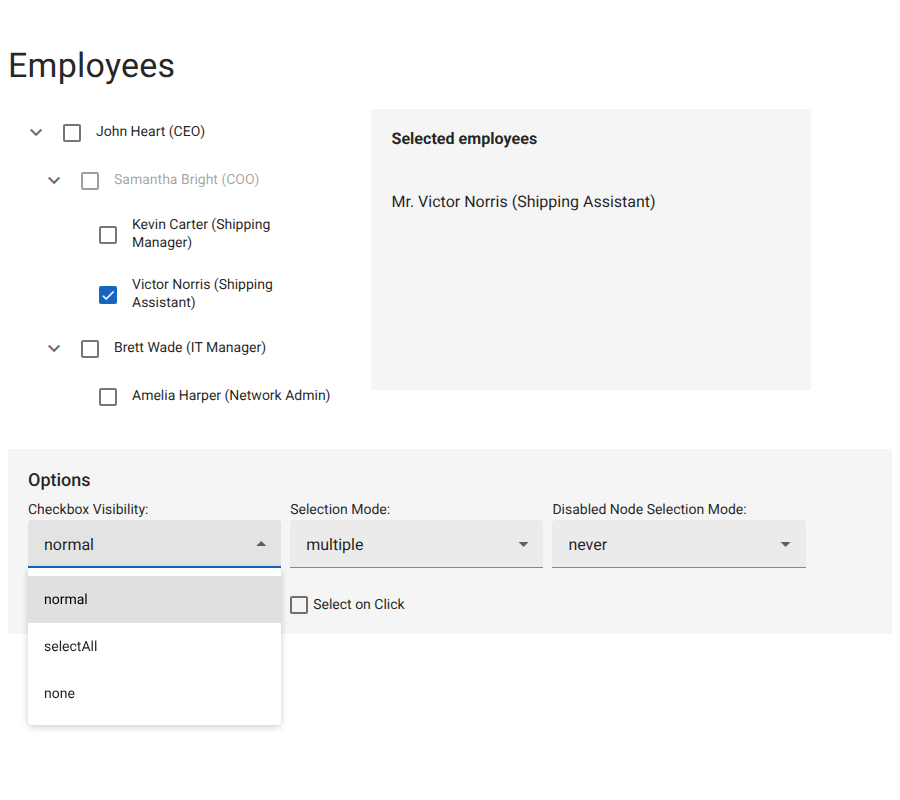 Employees
John Heart (CEO)
Samantha Bright (COO)
Kevin Carter (Shipping
Manager)
Victor Norris (Shipping
Assistant)
Brett Wade (IT Manager)
Amelia Harper (Network Admin)
Selected employees
Mr. Victor Norris (Shipping Assistant)
Options
Checkbox Visibility:
normal
Selection Mode:
multiple
Disabled Node Selection Mode:
never
normal
selectAll
none
Select on Click